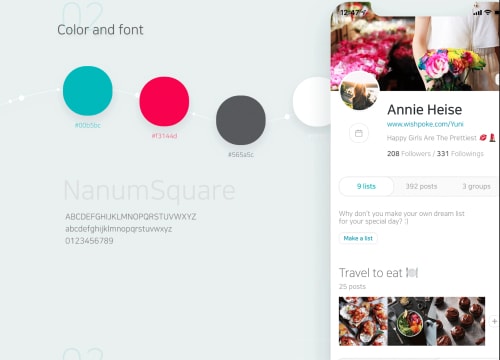 02
Color and font
#00b5bc
#f3144d
#565a5c
NanumSquare
ABCDEFGHIJKLMNOPQRSTUVWXYZ
abcdefghijklmnopqrstuvwxyz
0123456789
12:47
Annie Heise
www.wishpoke.com/Yuni
Happy Girls Are The Prettiest 💋💄
208 Followers / 331 Followings
9 lists
392 posts
3 groups
Why don't you make your own dream list
for your special day? :)
Make a list
Travel to eat 🍽
25 posts